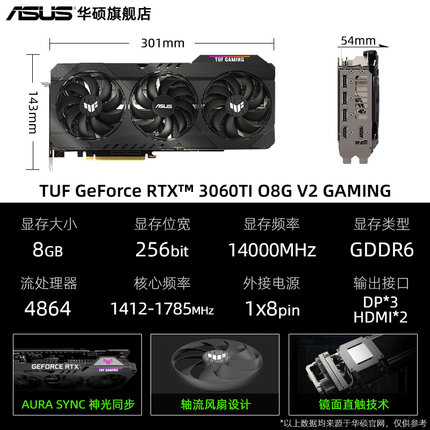 ASUS 华硕旗舰店
301mm
54mm
143mm
TUF GAMING
ASUS
TUF GeForce RTX™ 3060TI O8G V2 GAMING
显存大小 显存位宽 显存频率 显存类型
8GB 256bit 14000MHz GDDR6
流处理器 核心频率 外接电源 输出接口
4864 1412-1785MHz 1x8pin DP*3
HDMI*2
GEFORCE RTX
AURA SYNC 神光同步 轴流风扇设计 镜面直触技术
*以上数据均来源于华硕官网，仅供参考